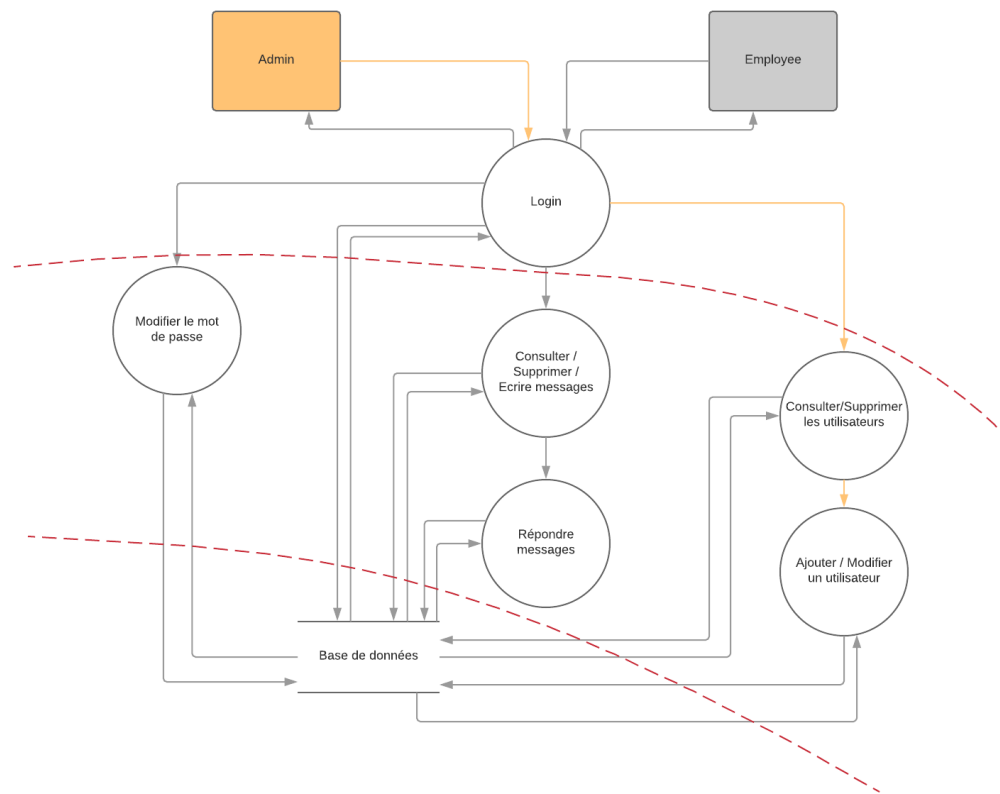 Admin
Employee
Login
Modifier le mot
de passe
Consulter /
Supprimer /
Ecrire messages
Consulter/Supprimer
les utilisateurs
Répondre
messages
Ajouter / Modifier
un utilisateur
Base de données